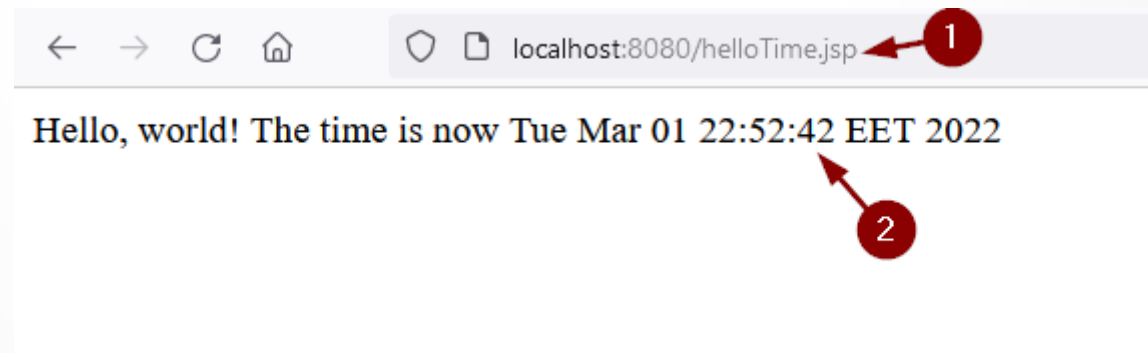 localhost:8080/helloTime.jsp
1
Hello, world! The time is now Tue Mar 01 22:52:42 EET 2022
2